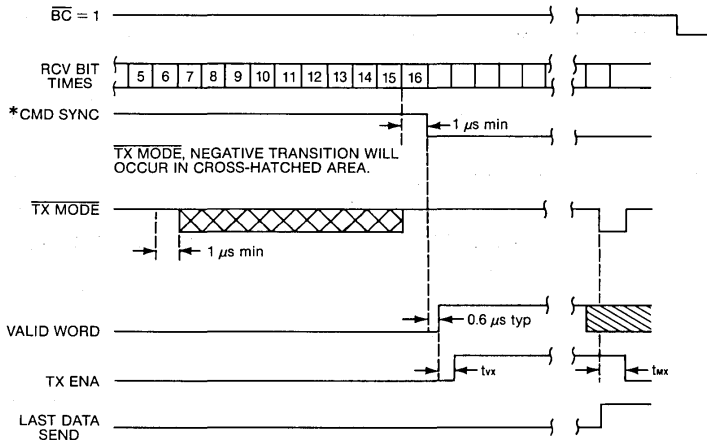 BC = 1
RCV BIT
TIMES
5 6 7 8 9 10 11 12 13 14 15 16
*CMD SYNC
1 μs min
TX MODE, NEGATIVE TRANSITION WILL
OCCUR IN CROSS-HATCHED AREA.
TX MODE
1 μs min
VALID WORD
0.6 μs typ
TX ENA
tvx
tMX
LAST DATA
SEND